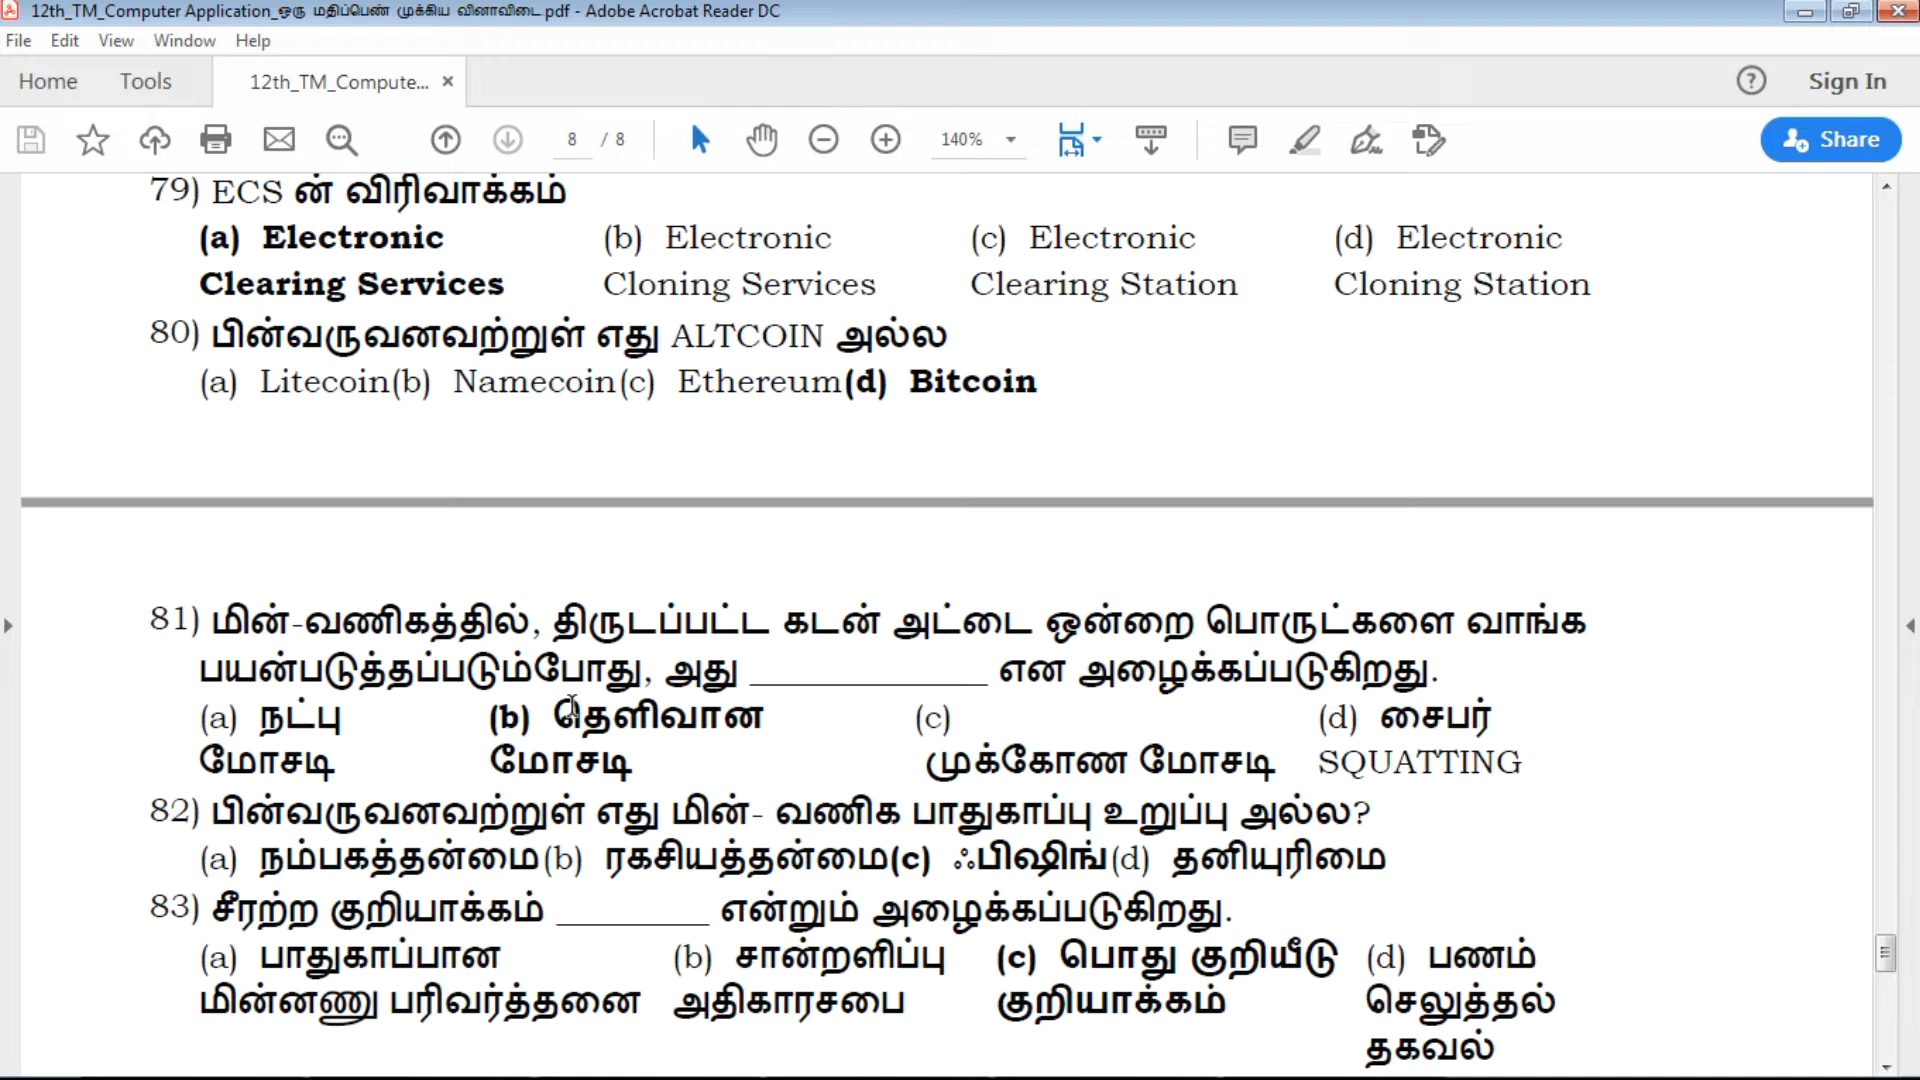 12th_TM_Computer Application_ஒரு மதிப்பெண் முக்கிய வினாவிடை.pdf - Adobe Acrobat Reader DC
File Edit View Window Help
Home Tools 12th_TM_Compute... × Sign In
8 / 8 140% Share
79) ECS ன் விரிவாக்கம்
(a) Electronic (b) Electronic (c) Electronic (d) Electronic
Clearing Services Cloning Services Clearing Station Cloning Station
80) பின்வருவனவற்றுள் எது ALTCOIN அல்ல
(a) Litecoin(b) Namecoin(c) Ethereum(d) Bitcoin
81) மின்-வணிகத்தில், திருடப்பட்ட கடன் அட்டை ஒன்றை பொருட்களை வாங்க
பயன்படுத்தப்படும்போது, அது _____________ என அழைக்கப்படுகிறது.
(a) நட்பு (b) தெளிவான (c) (d) சைபர்
மோசடி மோசடி முக்கோண மோசடி SQUATTING
82) பின்வருவனவற்றுள் எது மின்- வணிக பாதுகாப்பு உறுப்பு அல்ல?
(a) நம்பகத்தன்மை(b) ரகசியத்தன்மை(c) ஃபிஷிங்(d) தனியுரிமை
83) சீரற்ற குறியாக்கம் ________ என்றும் அழைக்கப்படுகிறது.
(a) பாதுகாப்பான (b) சான்றளிப்பு (c) பொது குறியீடு (d) பணம்
மின்னணு பரிவர்த்தனை அதிகாரசபை குறியாக்கம் செலுத்தல்
தகவல்